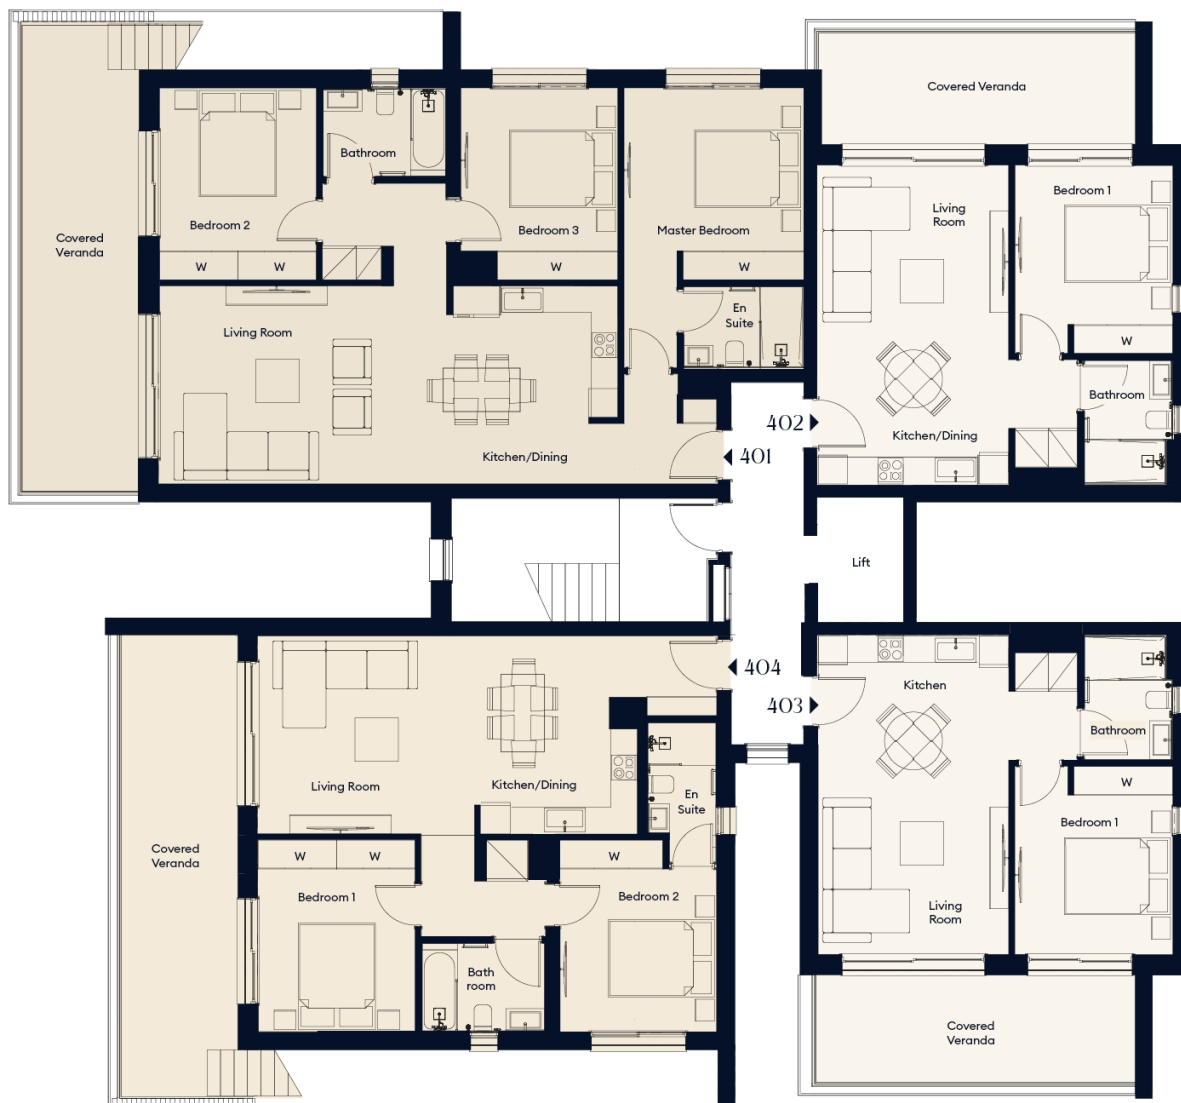 Covered Veranda
Bathroom
Bedroom 2
Bedroom 3
Master Bedroom
Living
Room
Bedroom 1
Covered
Veranda
W
W
W
W
En
Suite
Living Room
W
Bathroom
402
Kitchen/Dining
Kitchen/Dining
401
Lift
404
403
Kitchen
Bathroom
Living Room
Kitchen/Dining
En
Suite
W
Bedroom 1
Covered
Veranda
W
W
W
Bedroom 1
Bedroom 2
Living
Room
Bath
room
Covered
Veranda